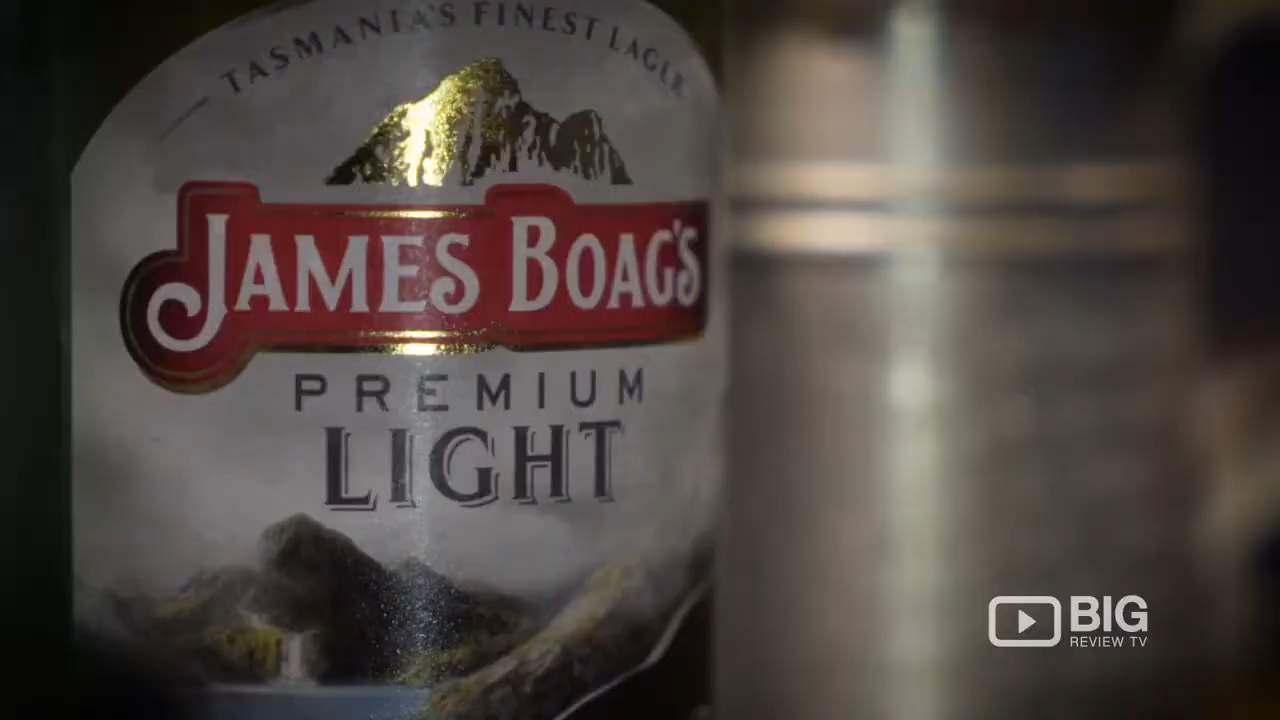 TASMANIA'S FINEST LAGER
JAMES BOAG'S
PREMIUM
LIGHT
BIG
REVIEW TV